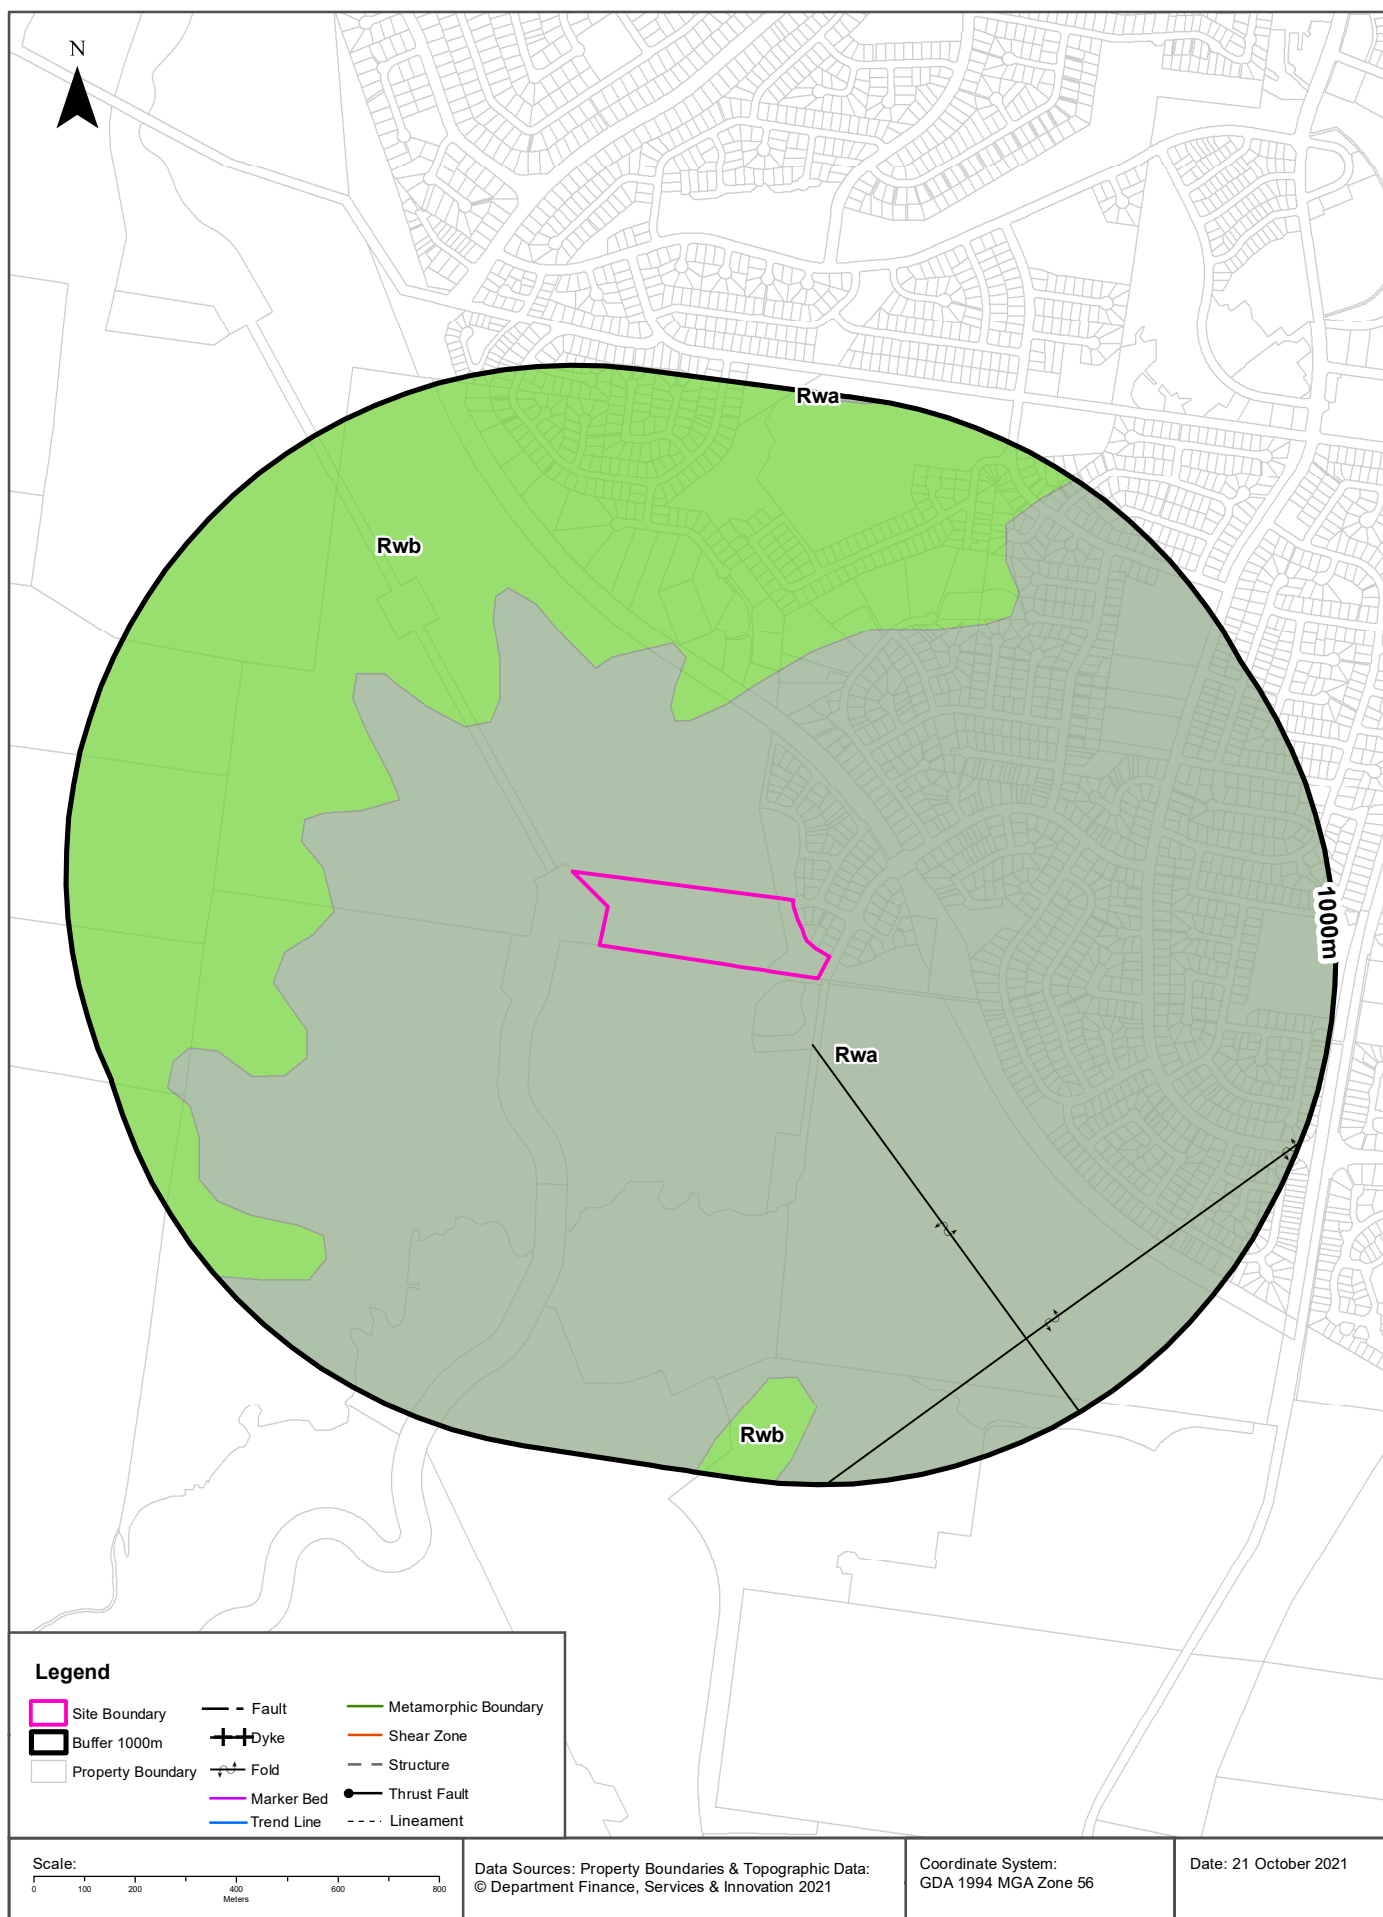 N
Rwa
Rwb
1000m
Rwa
Rwb
Legend
Site Boundary
Buffer 1000m
Property Boundary
Fault
Dyke
Fold
Marker Bed
Trend Line
Metamorphic Boundary
Shear Zone
Structure
Thrust Fault
Lineament
Scale:
0 100 200 400 600 800
Meters
Data Sources: Property Boundaries & Topographic Data:
© Department Finance, Services & Innovation 2021
Coordinate System:
GDA 1994 MGA Zone 56
Date: 21 October 2021